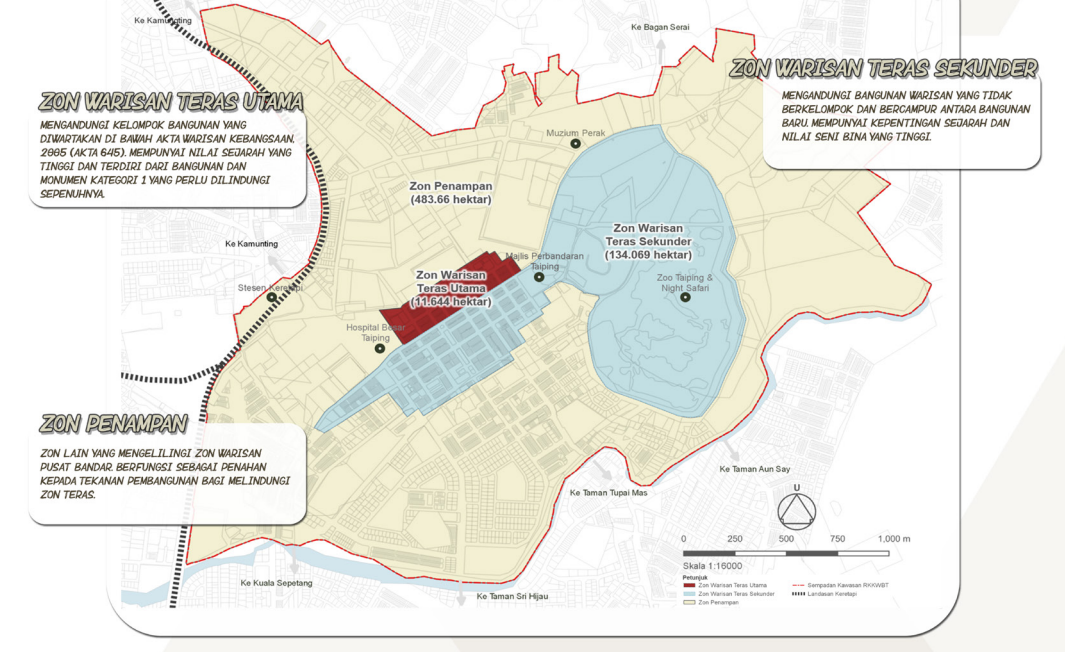 Ke Kamunting
Ke Bagan Serai
ZON WARISAN TERAS SEKUNDER
MENGANDUNGI BANGUNAN WARISAN YANG TIDAK
BERKELOMPOK DAN BERCAMPUR ANTARA BANGUNAN
BARU. MEMPUNYAI KEPENTINGAN SEJARAH DAN
NILAI SENI BINA YANG TINGGI.
ZON WARISAN TERAS UTAMA
MENGANDUNGI KELOMPOK BANGUNAN YANG
DIWARTAKAN DI BAWAH AKTA WARISAN KEBANGSAAN,
2005 (AKTA 645). MEMPUNYAI NILAI SEJARAH YANG
TINGGI DAN TERDIRI DARI BANGUNAN DAN
MONUMEN KATEGORI 1 YANG PERLU DILINDUNGI
SEPENUHNYA.
Muzium Perak
Zon Penampan
(483.66 hektar)
Zon Warisan
Teras Sekunder
(134.069 hektar)
Ke Kamunting
Majlis Perbandaran
Taiping
Zon Warisan
Teras Utama
(11.644 hektar)
Zoo Taiping &
Night Safari
Stesen Keretapi
Hospital Besar
Taiping
ZON PENAMPAN
ZON LAIN YANG MENGELILINGI ZON WARISAN
PUSAT BANDAR. BERFUNGSI SEBAGAI PENAHAN
KEPADA TEKANAN PEMBANGUNAN BAGI MELINDUNGI
ZON TERAS.
Ke Taman Aun Say
Ke Taman Tupai Mas
U
0 250 500 750 1,000 m
Skala 1:16000
Petunjuk
Zon Warisan Teras Utama
Zon Warisan Teras Sekunder
Zon Penampan
Sempadan Kawasan RKKWBT
Landasan Keretapi
Ke Kuala Sepetang
Ke Taman Sri Hijau